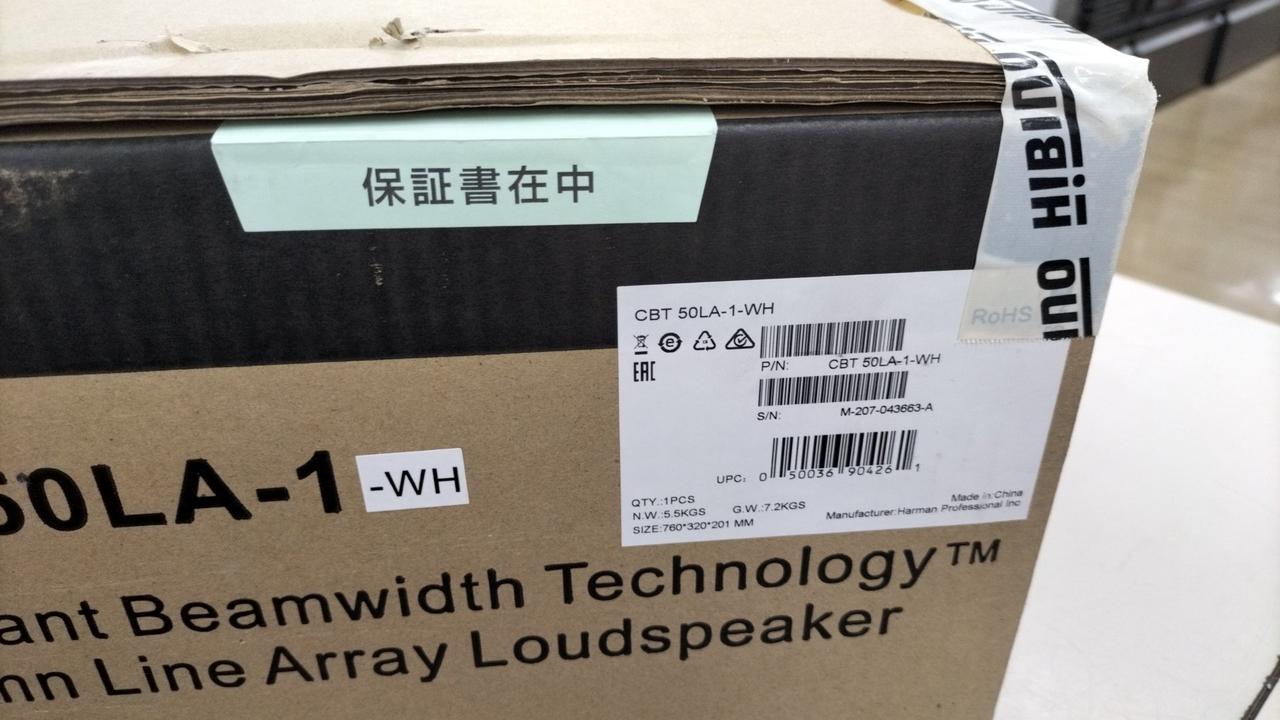 保証書在中
HiBiNO
RoHS
CBT 50LA-1-WH
EAC
P/N: CBT 50LA-1-WH
S/N: M-207-043663-A
UPC: 0 50036 90426 1
QTY.:1PCS
N.W.:5.5KGS G.W.:7.2KGS
SIZE:760*320*201 MM
Made in:China
Manufacturer:Harman Professional Inc
50LA-1-WH
ant Beamwidth Technology™
mn Line Array Loudspeaker